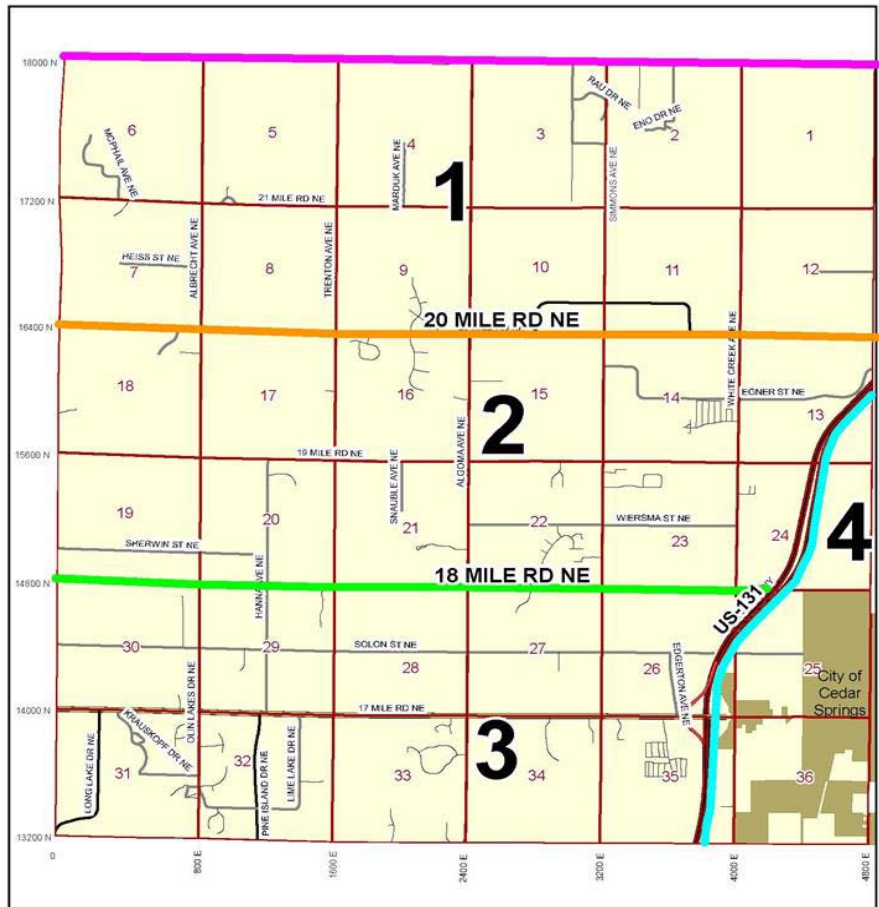 18000 N
RAU DR NE
ENO DR NE
6
5
4
3
2
1
MCPHAIL AVE NE
MARDUK AVE NE
SIMMONS AVE NE
1
17200 N
21 MILE RD NE
ALBRECHT AVE NE
TRENTON AVE NE
HEISS ST NE
7
8
9
10
11
12
20 MILE RD NE
16400 N
WHITE CREEK AVE NE
18
17
16
15
14
EGNER ST NE
13
2
ALGOMA AVE NE
15600 N
19 MILE RD NE
SNAUBLE AVE NE
19
20
21
22
WIERSMA ST NE
23
24
4
SHERWIN ST NE
HANNA AVE NE
14800 N
18 MILE RD NE
US-131
HWY
30
29
SOLON ST NE
28
27
26
25
City of
Cedar
Springs
EDGERTON AVE NE
OLIN LAKES DR NE
14000 N
17 MILE RD NE
KRAUSKOPF DR NE
LONG LAKE DR NE
31
32
PINE ISLAND DR NE
LIME LAKE DR NE
33
3
34
35
36
13200 N
0
800 E
1600 E
2400 E
3200 E
4000 E
4800 E